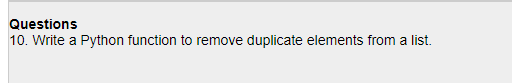 Questions
10. Write a Python function to remove duplicate elements from a list.